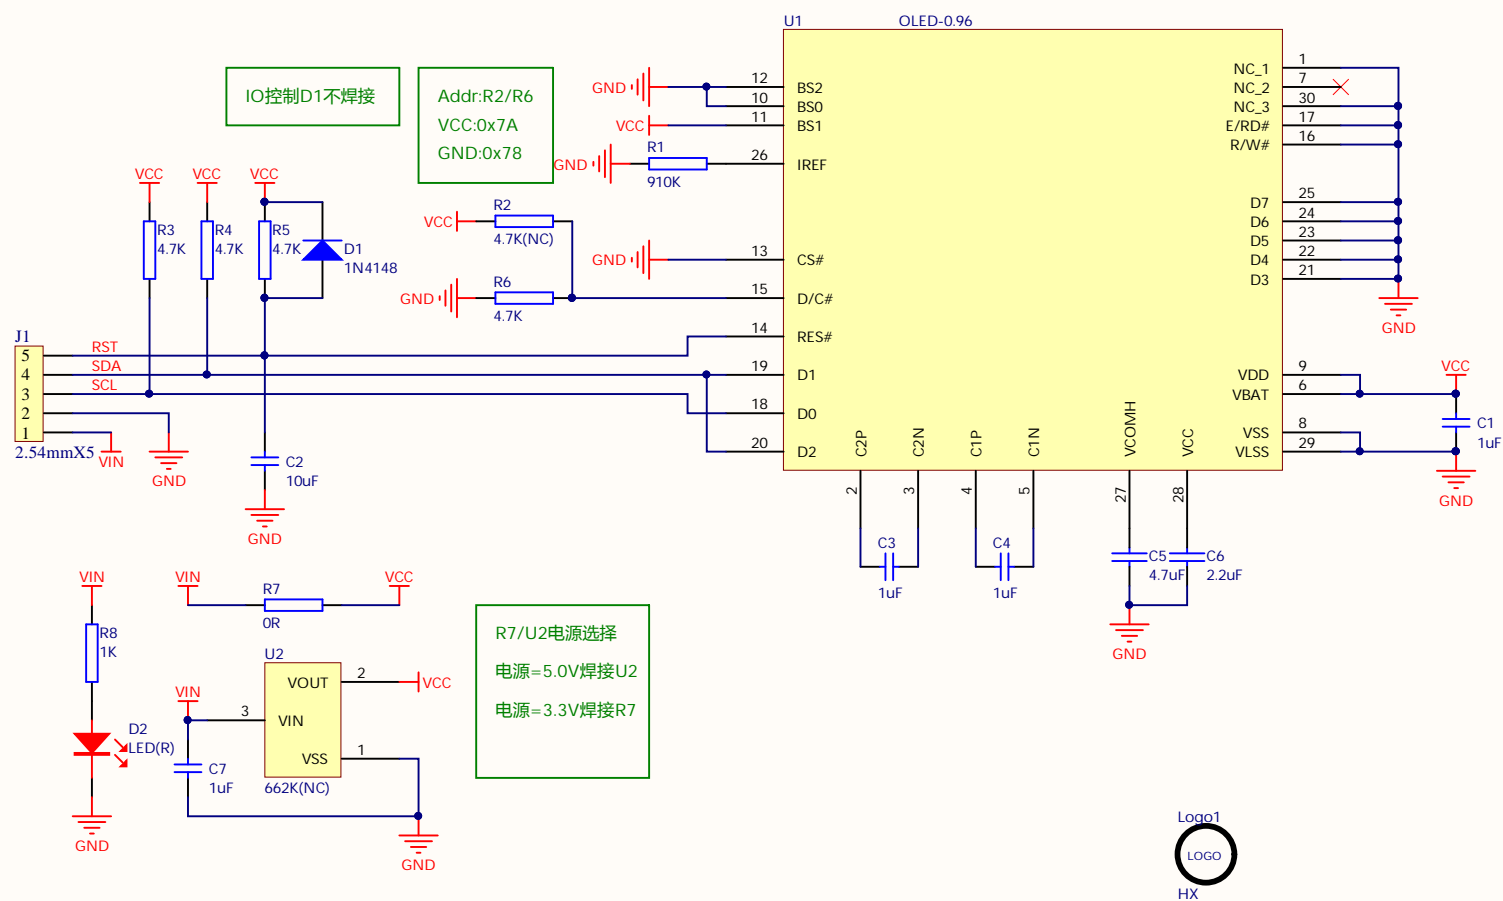 U1
OLED-0.96
IO控制D1不焊接
Addr:R2/R6
VCC:0x7A
GND:0x78
GND
12
BS2
10
BS0
VCC
11
BS1
GND
R1
910K
26
IREF
VCC
R2
4.7K(NC)
GND
13
CS#
GND
R6
4.7K
15
D/C#
14
RES#
19
D1
18
D0
20
D2
NC_1
1
NC_2
7
NC_3
30
E/RD#
17
R/W#
16
D7
25
D6
24
D5
23
D4
22
D3
21
GND
VDD
9
VBAT
6
VSS
8
VLSS
29
VCC
C1
1uF
GND
C2P
C2N
C1P
C1N
VCOMH
VCC
2
3
4
5
27
28
C3
1uF
C4
1uF
C5
4.7uF
C6
2.2uF
GND
VCC
VCC
VCC
R3
4.7K
R4
4.7K
R5
4.7K
D1
1N4148
J1
5
RST
4
SDA
3
SCL
2
1
2.54mmX5
VIN
GND
C2
10uF
GND
VIN
R8
1K
D2
LED(R)
GND
VIN
R7
0R
VCC
U2
VOUT
2
VCC
VIN
3
VIN
VSS
1
C7
1uF
662K(NC)
GND
R7/U2电源选择
电源=5.0V焊接U2
电源=3.3V焊接R7
Logo1
LOGO
HX